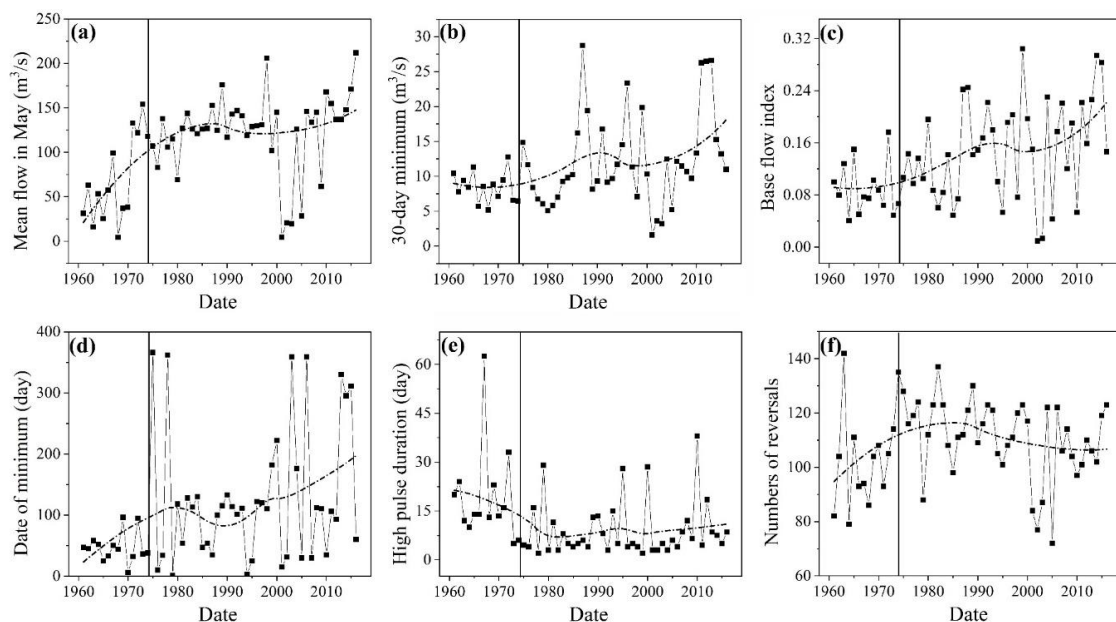 (a)
Mean flow in May (m³/s)
250
200
150
100
50
0
1960 1970 1980 1990 2000 2010
Date
(b)
30-day minimum (m³/s)
30
25
20
15
10
5
0
1960 1970 1980 1990 2000 2010
Date
(c)
Base flow index
0.32
0.24
0.16
0.08
0.00
1960 1970 1980 1990 2000 2010
Date
(d)
Date of minimum (day)
400
300
200
100
0
1960 1970 1980 1990 2000 2010
Date
(e)
High pulse duration (day)
60
45
30
15
0
1960 1970 1980 1990 2000 2010
Date
(f)
Numbers of reversals
140
120
100
80
60
1960 1970 1980 1990 2000 2010
Date